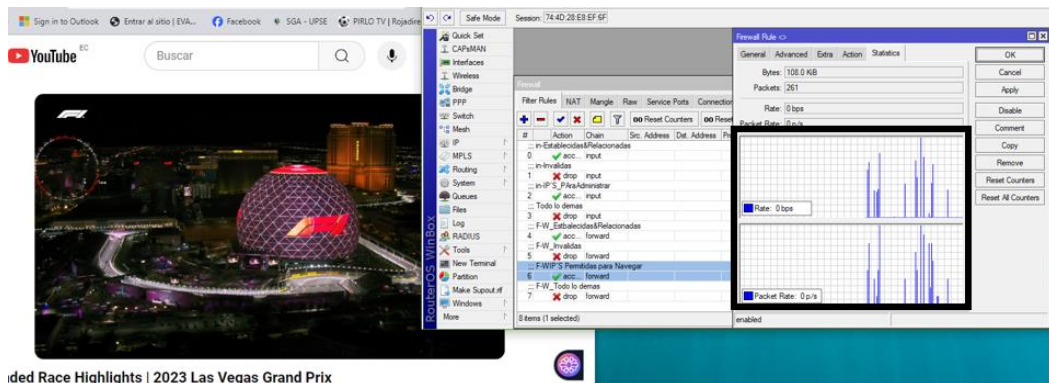 Sign in to Outlook
Entrar al sitio | EVA...
Facebook
SGA - UPSE
PIRLO TV | Rojadire
YouTube EC
Buscar
F1
ded Race Highlights | 2023 Las Vegas Grand Prix
Safe Mode
Session: 74:4D:28:E8:EF:6F
RouterOS WinBox
Quick Set
CAPsMAN
Interfaces
Wireless
Bridge
PPP
Switch
Mesh
IP
MPLS
Routing
System
Queues
Files
Log
RADIUS
Tools
New Terminal
Partition
Make Supout.rif
Windows
More
Firewall
Filter Rules NAT Mangle Raw Service Ports Connection
00 Reset Counters 00 Rese
# Action Chain Src. Address Dst. Address Pr
::: in-Establecidas&Relacionadas
0 acc... input
::: in-Invalidas
1 drop input
::: in-IP'S_PAraAdministrar
2 acc... input
::: Todo lo demas
3 drop input
::: F-W_Estbalecidas&Relacionadas
4 acc... forward
::: F-W_Invalidas
5 drop forward
::: F-WIP'S Permitidas para Navegar
6 acc... forward
::: F-W_Todo lo demas
7 drop forward
8 items (1 selected)
Firewall Rule <>
General Advanced Extra Action Statistics
Bytes: 108.0 KiB
Packets: 261
Rate: 0 bps
Packet Rate: 0 p/s
Rate: 0 bps
Packet Rate: 0 p/s
enabled
OK
Cancel
Apply
Disable
Comment
Copy
Remove
Reset Counters
Reset All Counters